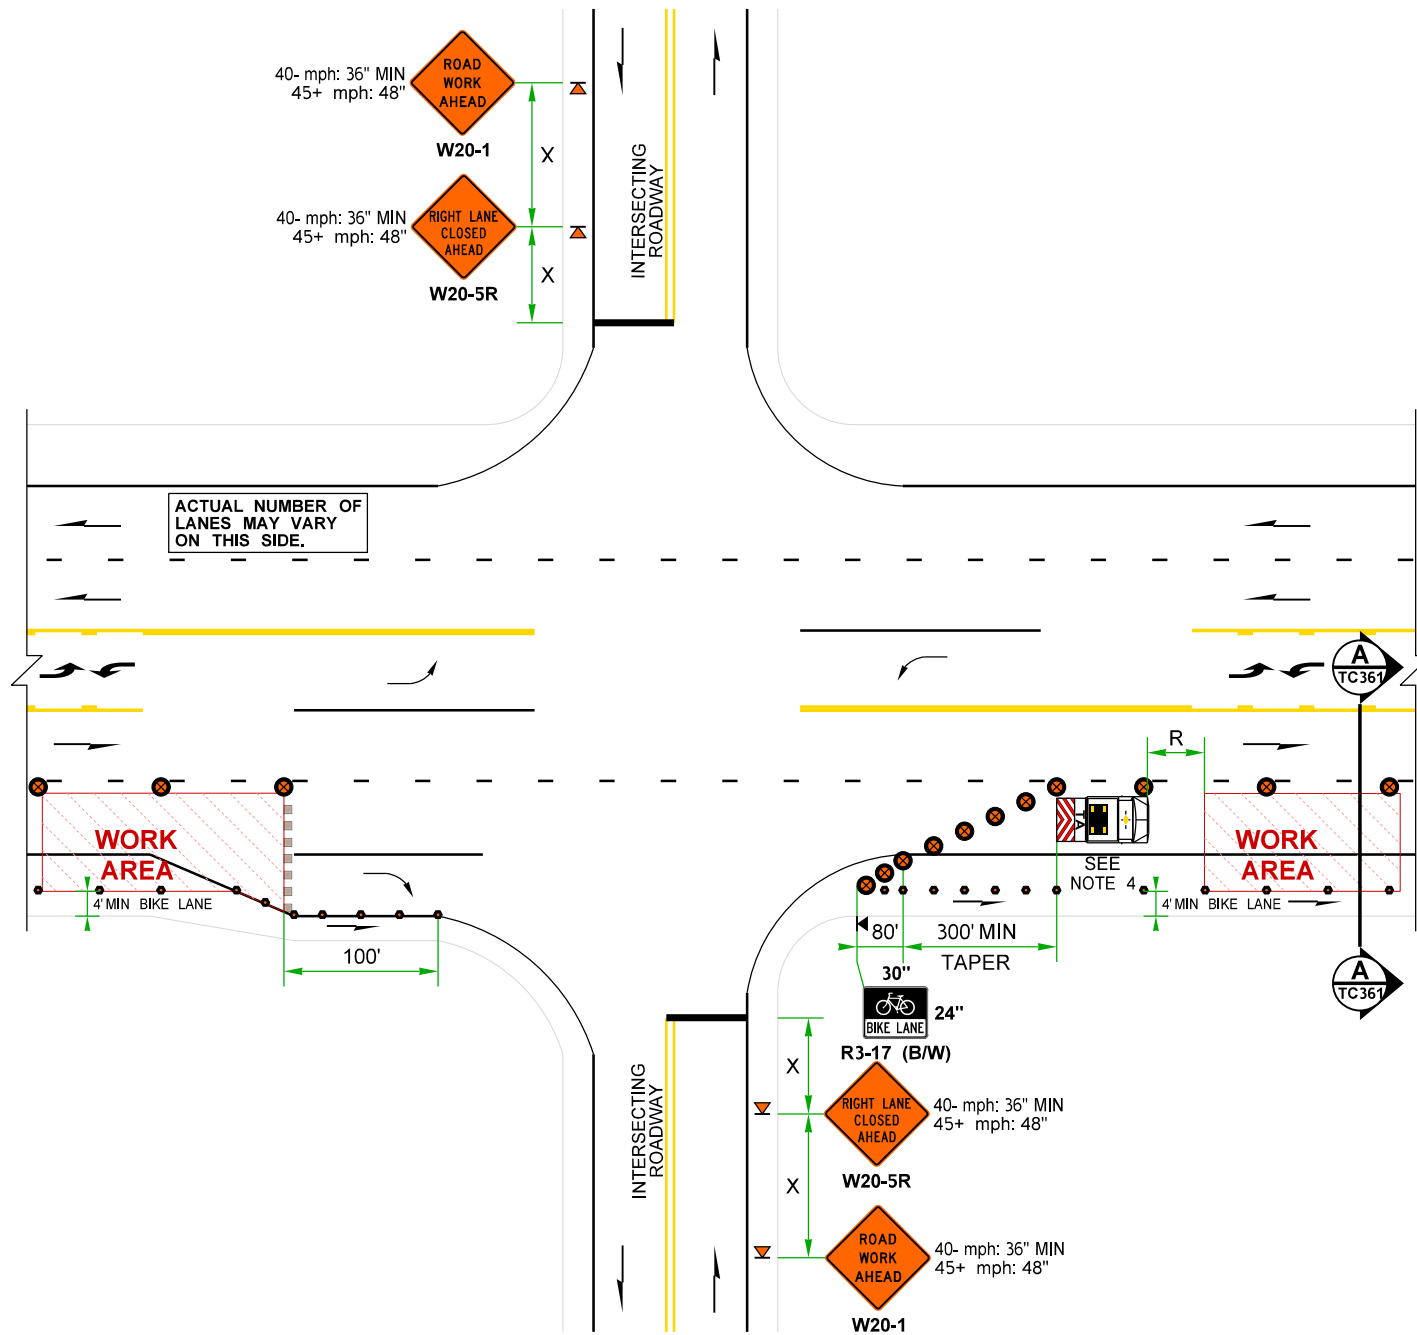 ROAD
WORK
AHEAD
40- mph: 36" MIN
45+ mph: 48"
W20-1
X
INTERSECTING
ROADWAY
RIGHT LANE
CLOSED
AHEAD
40- mph: 36" MIN
45+ mph: 48"
W20-5R
X
ACTUAL NUMBER OF
LANES MAY VARY
ON THIS SIDE.
A
TC361
R
WORK
AREA
4' MIN BIKE LANE
100'
SEE
NOTE 4
WORK
AREA
4' MIN BIKE LANE
80'
300' MIN
TAPER
30"
24"
BIKE LANE
R3-17 (B/W)
A
TC361
X
INTERSECTING
ROADWAY
RIGHT LANE
CLOSED
AHEAD
40- mph: 36" MIN
45+ mph: 48"
W20-5R
X
ROAD
WORK
AHEAD
40- mph: 36" MIN
45+ mph: 48"
W20-1